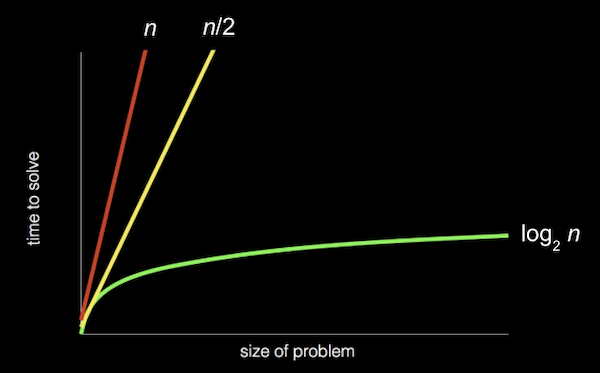 n
n/2
time to solve
log₂ n
size of problem